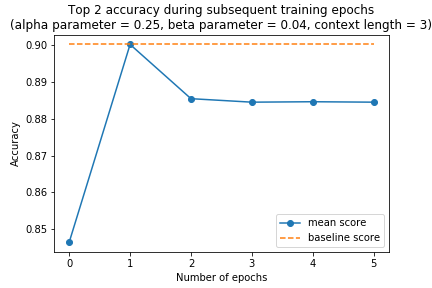 Top 2 accuracy during subsequent training epochs
(alpha parameter = 0.25, beta parameter = 0.04, context length = 3)
Accuracy
0.90
0.89
0.88
0.87
0.86
0.85
mean score
baseline score
0 1 2 3 4 5
Number of epochs